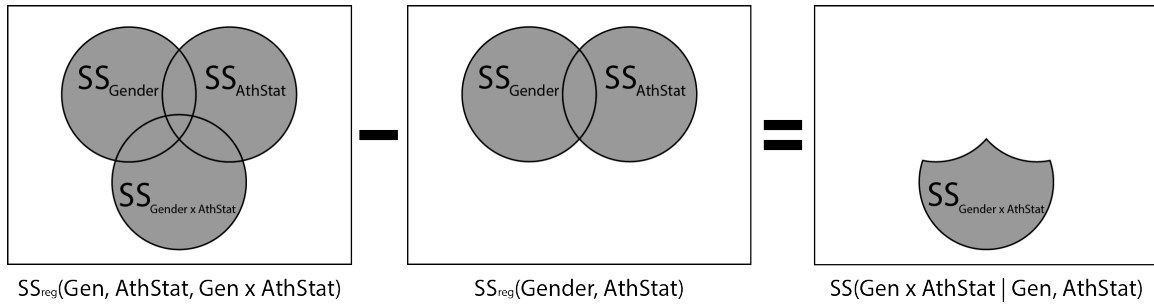 SSGender
SSAthStat
SSGender x AthStat
SSreg(Gen, AthStat, Gen x AthStat)
SSGender
SSAthStat
SSreg(Gender, AthStat)
SSGender x AthStat
SS(Gen x AthStat | Gen, AthStat)